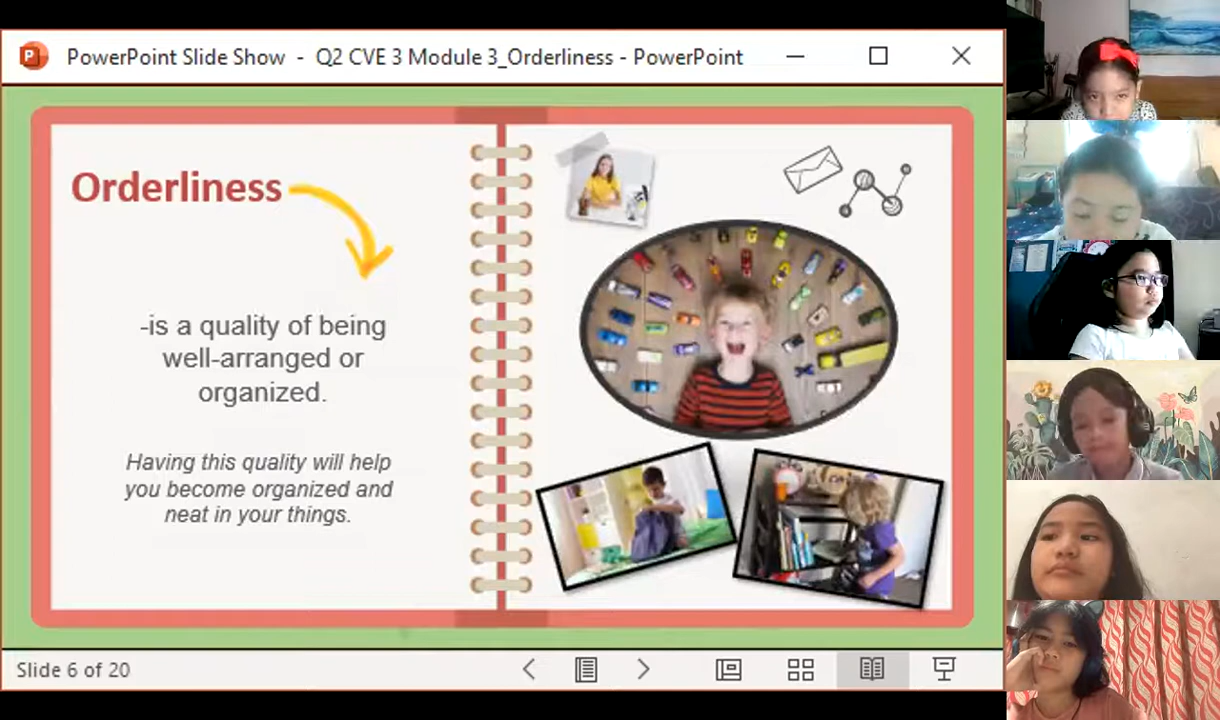 PowerPoint Slide Show - Q2 CVE 3 Module 3_Orderliness - PowerPoint
Orderliness
-is a quality of being
well-arranged or
organized.
Having this quality will help
you become organized and
neat in your things.
Slide 6 of 20